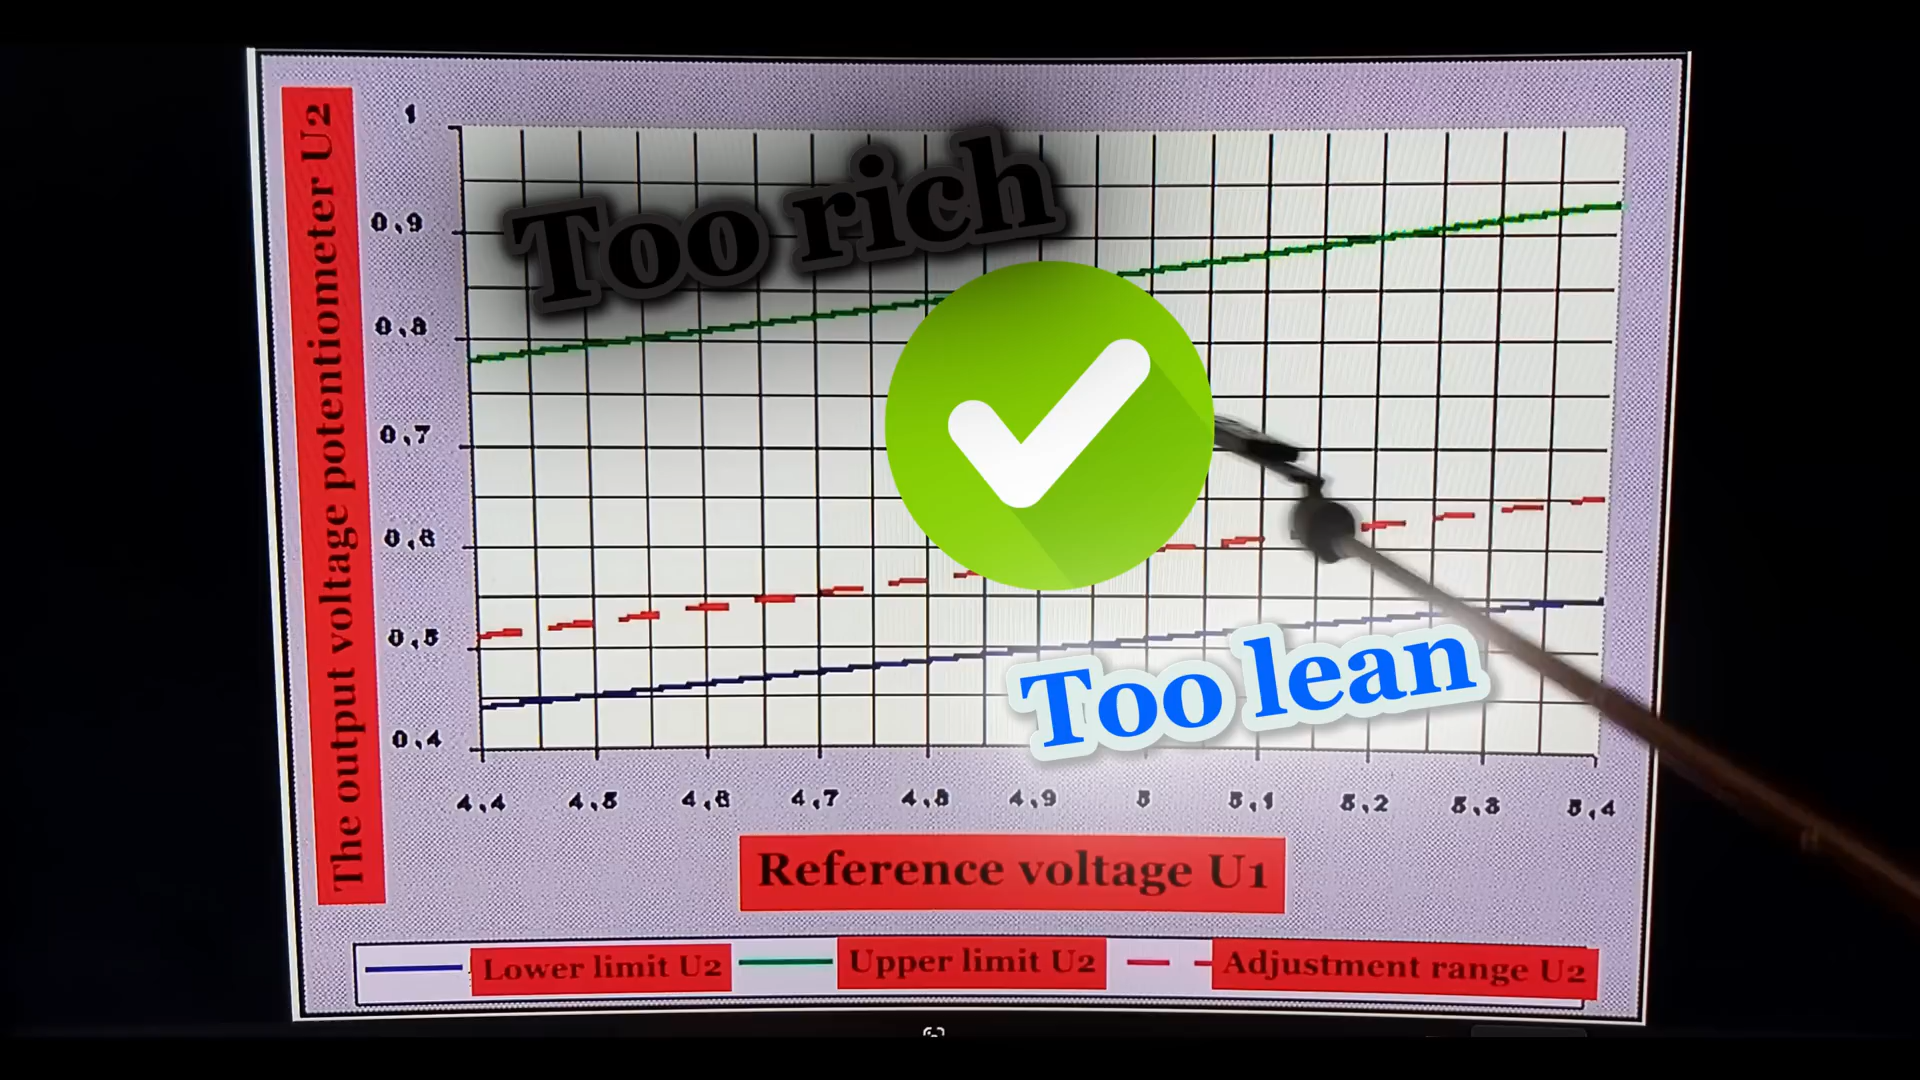 The output voltage potentiometer U2
1
0,9
0,8
0,7
0,6
0,5
0,4
Too rich
Too lean
4,4 4,5 4,6 4,7 4,8 4,9 5 5,1 5,2 5,3 5,4
Reference voltage U1
Lower limit U2 Upper limit U2 Adjustment range U2